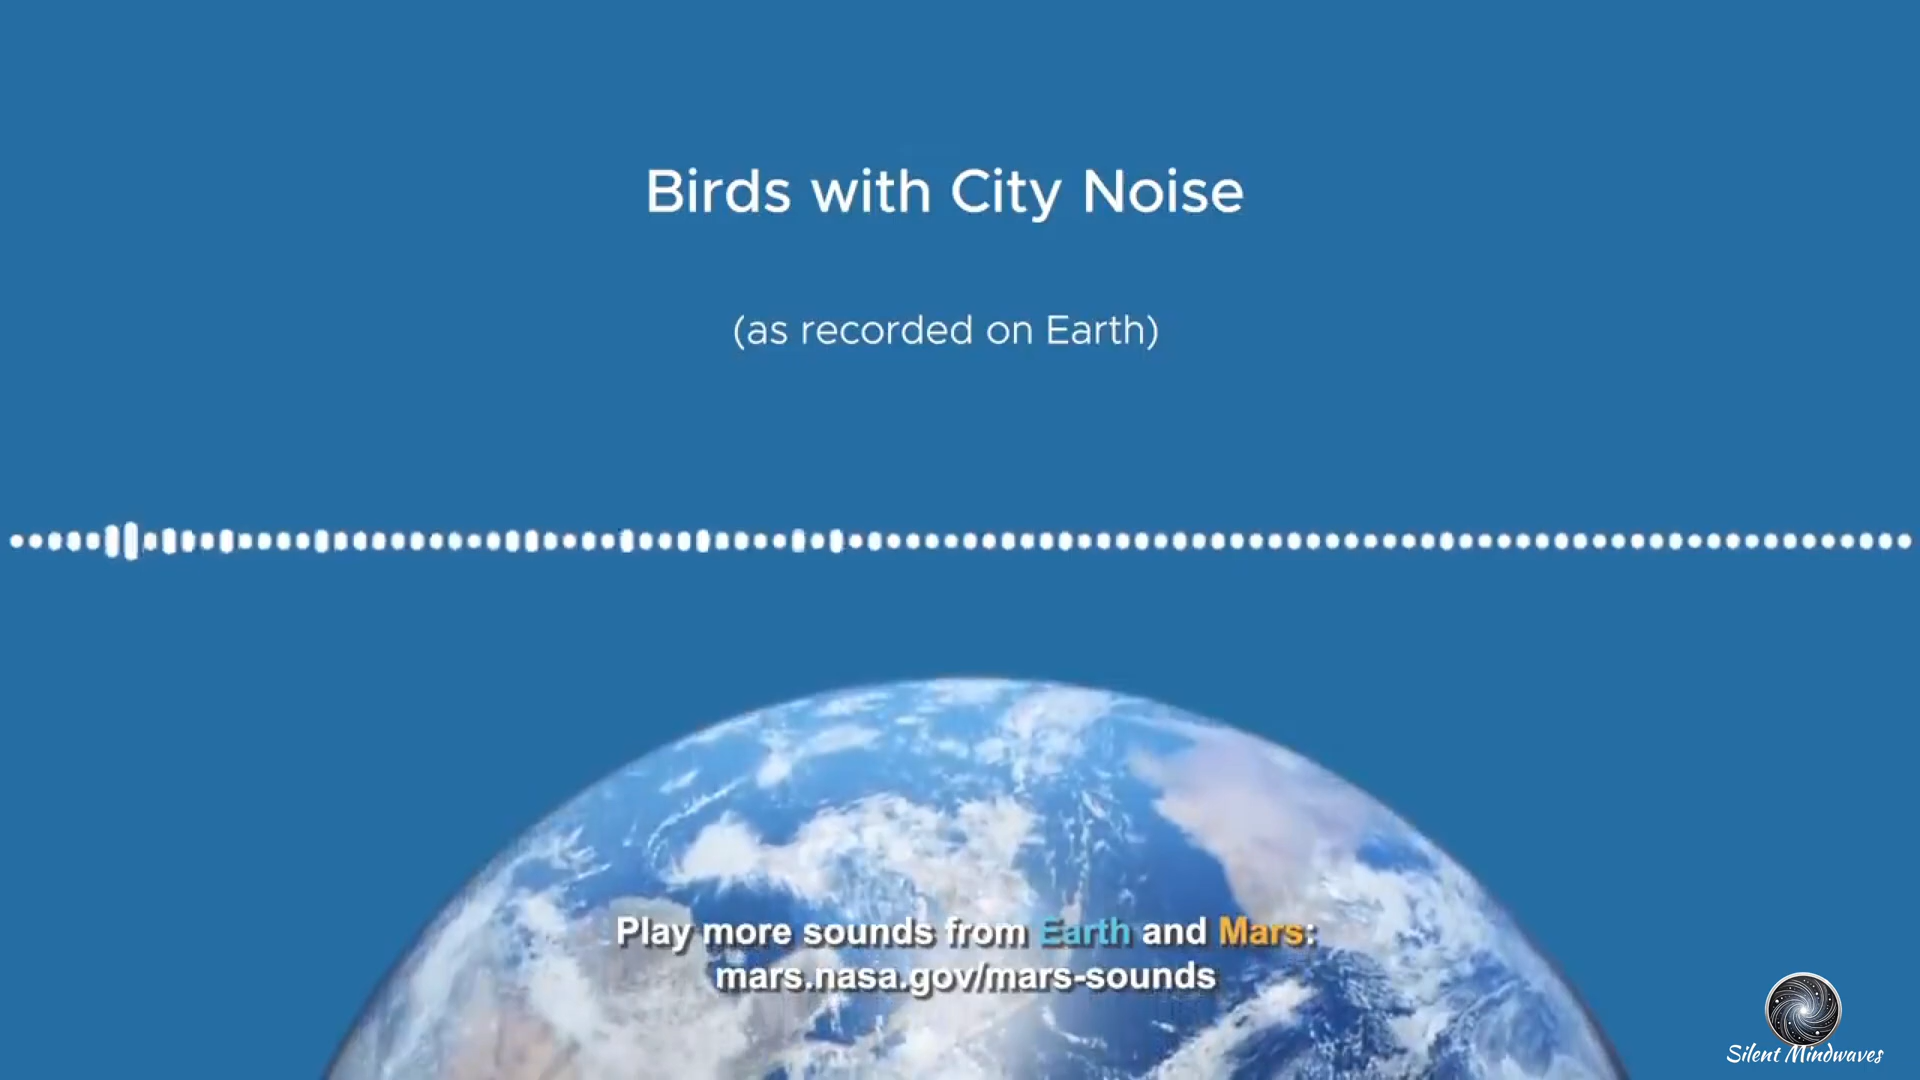 Birds with City Noise
(as recorded on Earth)
Play more sounds from Earth and Mars:
mars.nasa.gov/mars-sounds
Silent Mindwaves